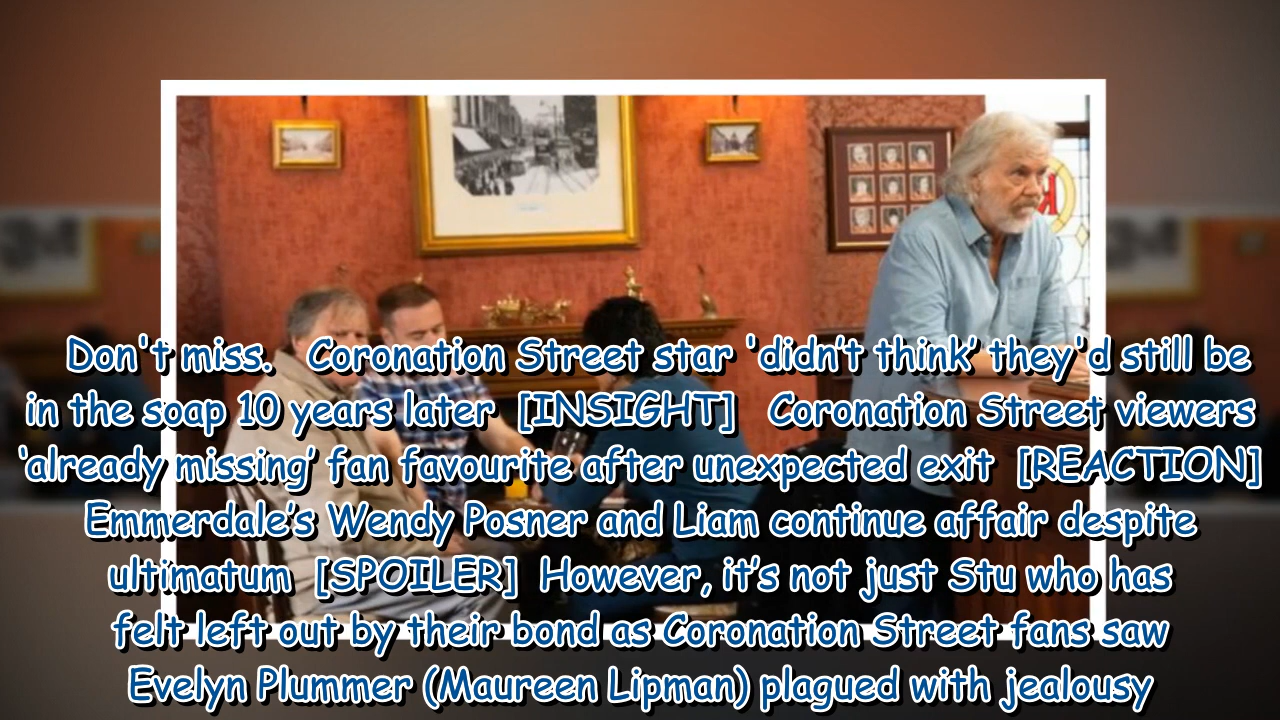 Don't miss. Coronation Street star 'didn't think’ they'd still be
in the soap 10 years later [INSIGHT] Coronation Street viewers
‘already missing’ fan favourite after unexpected exit [REACTION]
Emmerdale’s Wendy Posner and Liam continue affair despite
ultimatum [SPOILER] However, it’s not just Stu who has
felt left out by their bond as Coronation Street fans saw
Evelyn Plummer (Maureen Lipman) plagued with jealousy